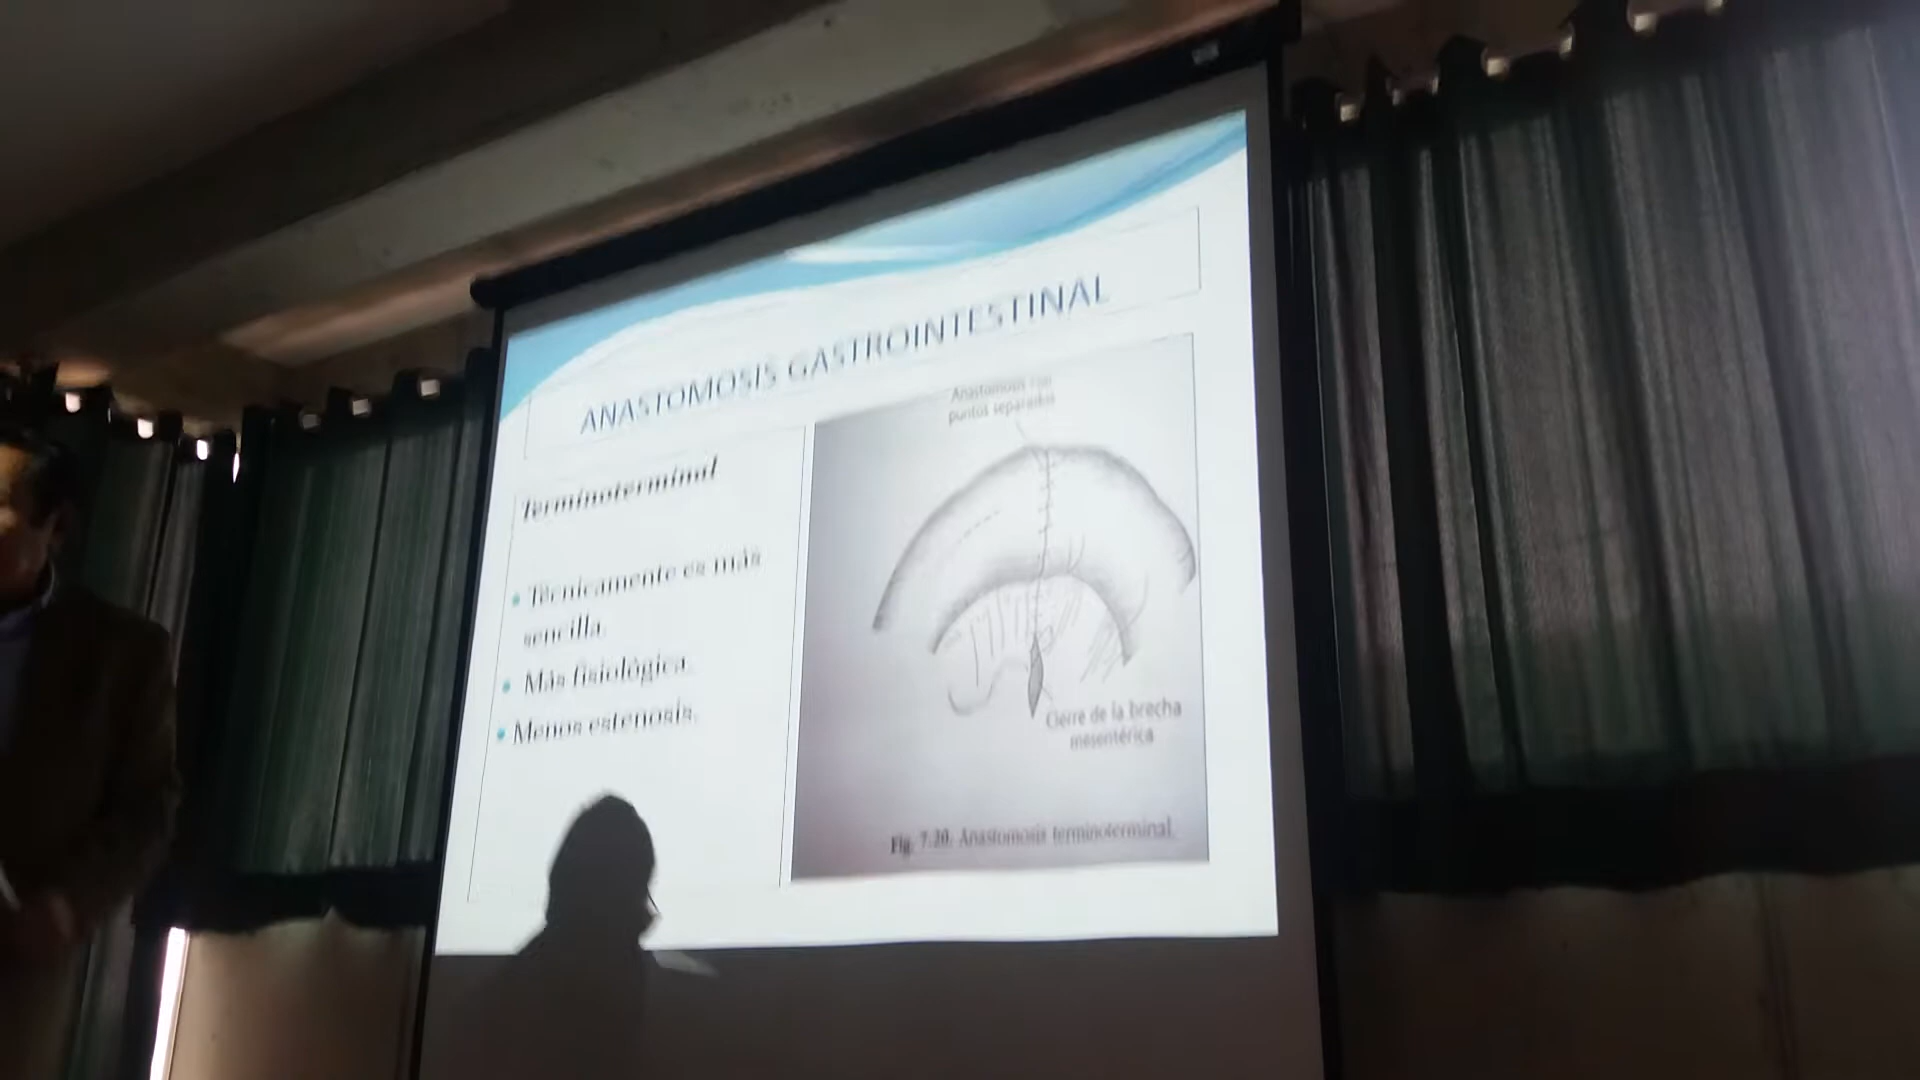 ANASTOMOSIS GASTROINTESTINAL
Terminoterminal
• Técnicamente es más
sencilla.
• Más fisiológica.
• Menos estenosis.
Anastomosis con
puntos separados
Cierre de la brecha
mesentérica
Fig. 7.20. Anastomosis terminoterminal.